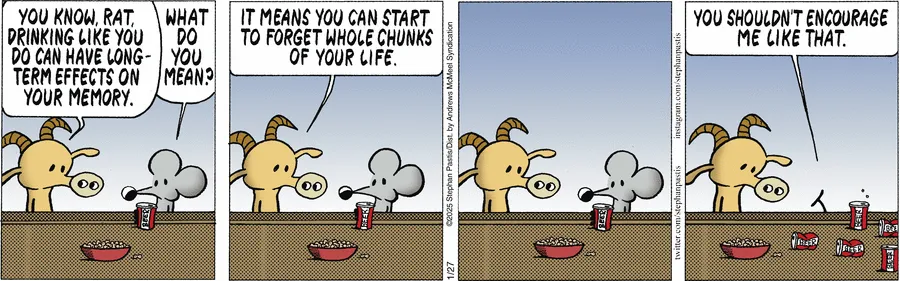 YOU KNOW, RAT,
DRINKING LIKE YOU
DO CAN HAVE LONG-
TERM EFFECTS ON
YOUR MEMORY.
WHAT
DO
YOU
MEAN?
BEER
IT MEANS YOU CAN START
TO FORGET WHOLE CHUNKS
OF YOUR LIFE.
BEER
©2025 Stephan Pastis/Dist. by Andrews McMeel Syndication
1/27
BEER
twitter.com/stephanpastis
instagram.com/stephanpastis
YOU SHOULDN'T ENCOURAGE
ME LIKE THAT.
BEER
BEER
BEER
BEER
BEER